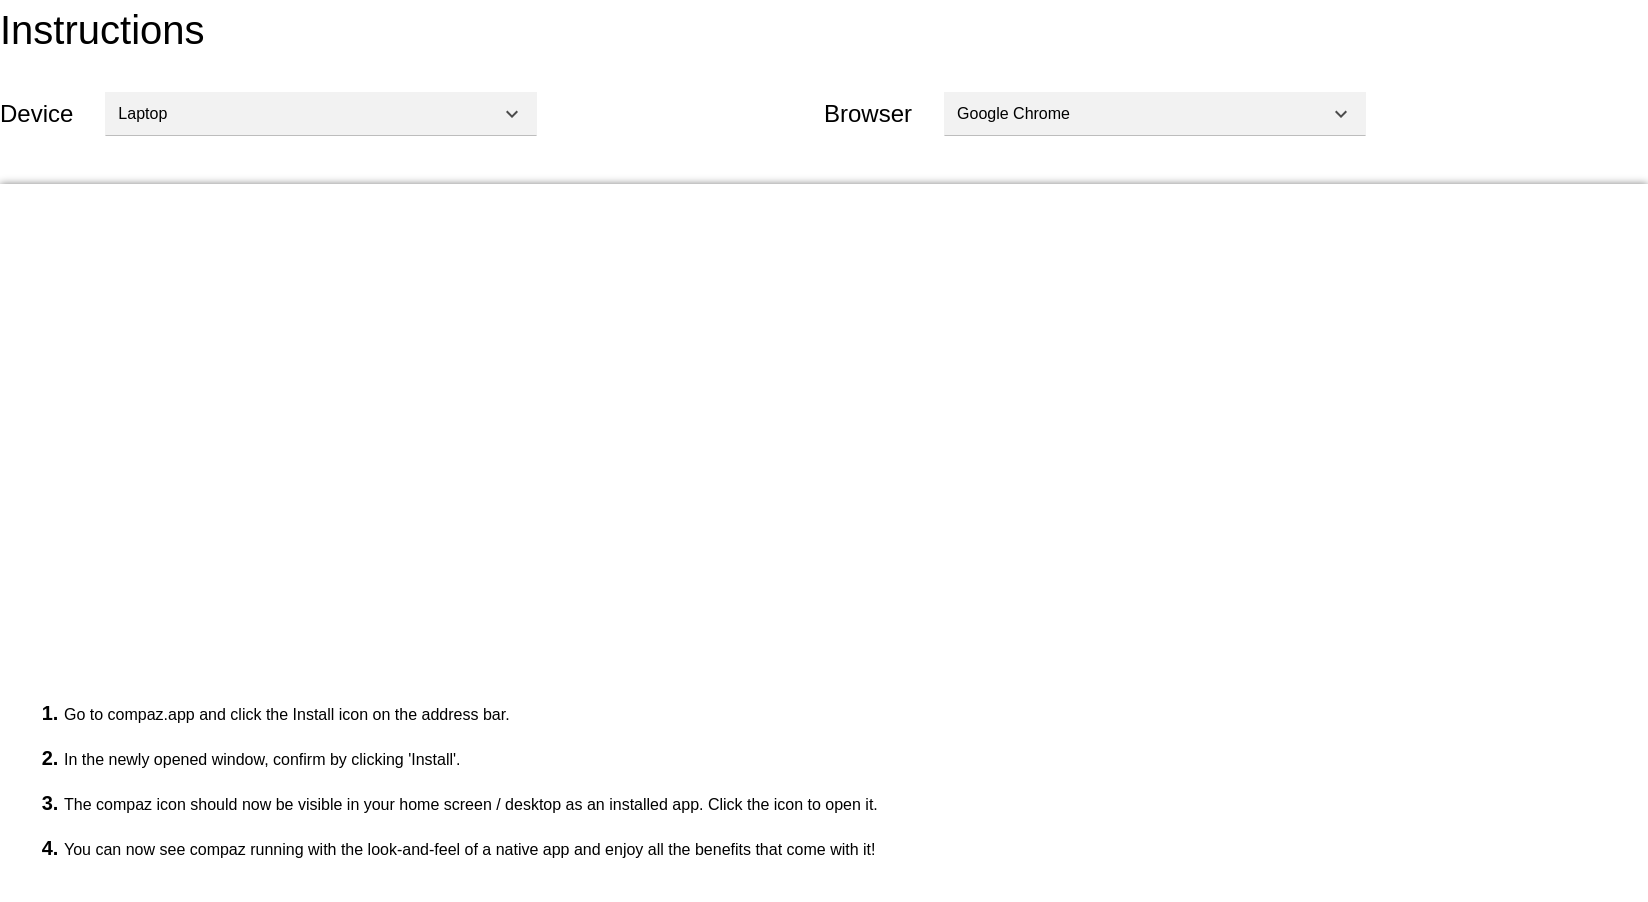 Instructions
Device
Laptop
Browser
Google Chrome
1. Go to compaz.app and click the Install icon on the address bar.
2. In the newly opened window, confirm by clicking 'Install'.
3. The compaz icon should now be visible in your home screen / desktop as an installed app. Click the icon to open it.
4. You can now see compaz running with the look-and-feel of a native app and enjoy all the benefits that come with it!